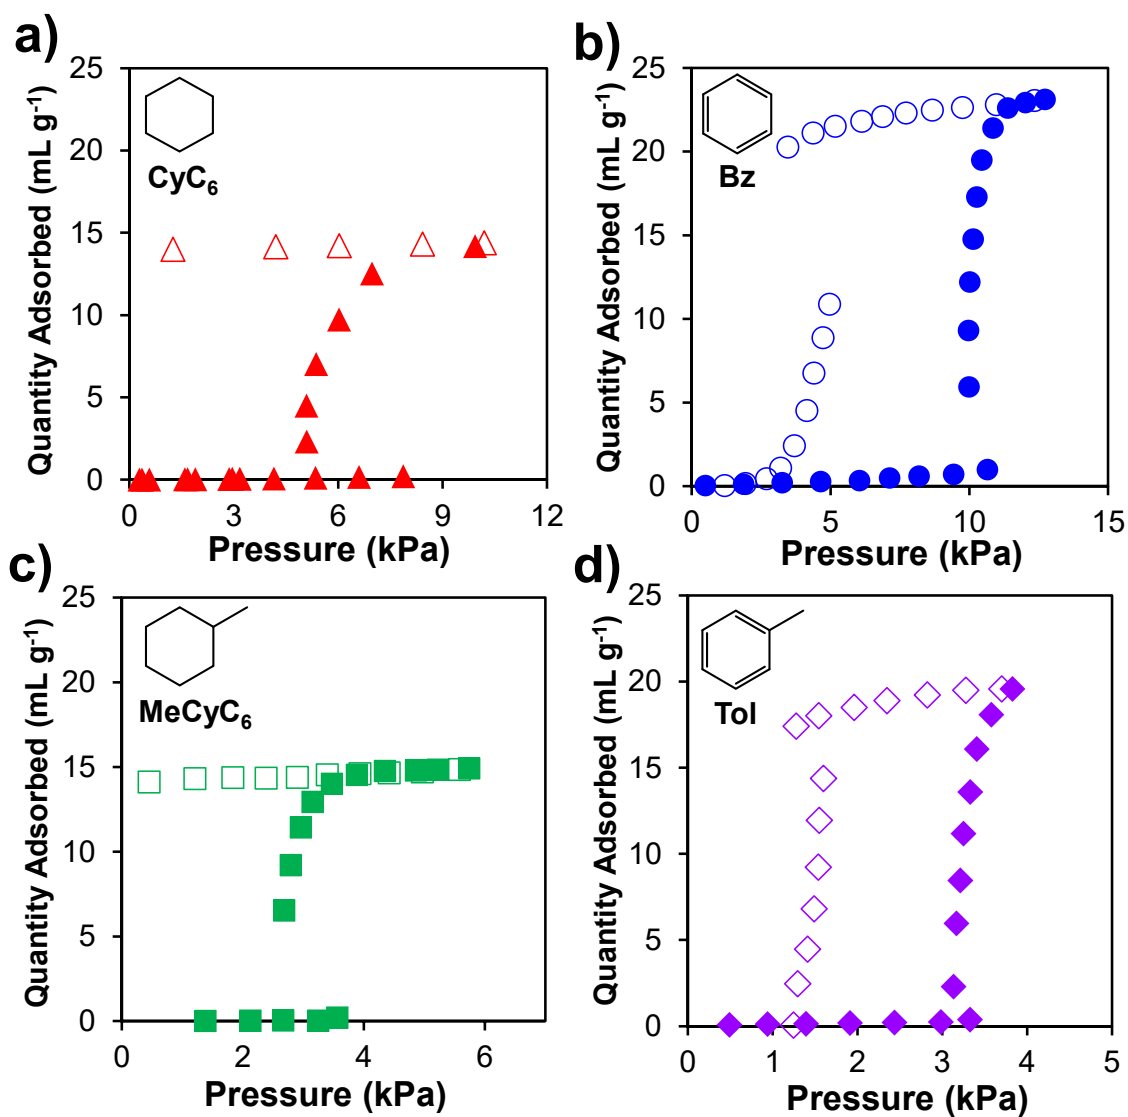 a)
Quantity Adsorbed (mL g⁻¹)
25
20
15
10
5
0
CyC₆
0 3 6 9 12
Pressure (kPa)
b)
Quantity Adsorbed (mL g⁻¹)
25
20
15
10
5
0
Bz
0 5 10 15
Pressure (kPa)
c)
Quantity Adsorbed (mL g⁻¹)
25
20
15
10
5
0
MeCyC₆
0 2 4 6
Pressure (kPa)
d)
Quantity Adsorbed (mL g⁻¹)
25
20
15
10
5
0
Tol
0 1 2 3 4 5
Pressure (kPa)